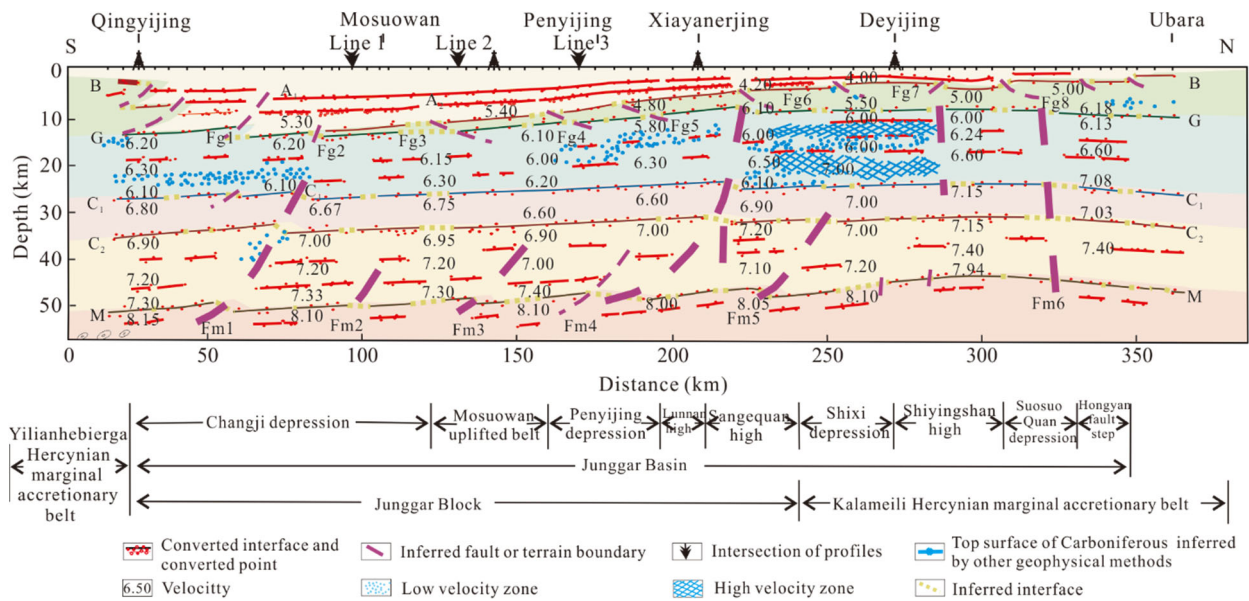 Qingyijing Mosuowan Penyijing Xiayanerjing Deyijing Ubara
S Line 1 Line 2 Line 3 N
0
B A 4.20 4.00 5.00 B
A 5.40 4.80 Fg6 5.50 Fg7 5.00 Fg8 6.18
10 5.30 6.10 6.00 6.00
G 6.20 Fg1 6.20 Fg2 Fg3 6.10 Fg4 5.80 Fg5 6.00 6.24 6.13 G
6.30 6.15 6.00 6.30 6.50 6.00 6.60 6.60
20 7.00
6.10 6.10 C 6.30 6.20 6.10 7.15 7.08
C₁ 6.80 6.67 6.75 6.60 6.60 6.90 7.00 C₁
30 7.03
C₂ 6.90 7.00 6.95 6.90 7.00 7.20 7.00 7.15 C₂
40 7.20 7.20 7.20 7.00 7.10 7.20 7.40 7.40
7.30 7.33 7.30 7.40 8.00 8.05 8.10 7.94
50
M 8.15 Fm1 8.10 Fm2 Fm3 8.10 Fm4 Fm5 Fm6 M
Depth (km)
0 50 100 150 200 250 300 350
Distance (km)
Changji depression
Mosuowan
uplifted belt
Penyijing
depression
Lunnan
high
Sangequan
high
Shixi
depression
Shiyingshan
high
Suosuo
Quan
depression
Hongyan
fault
step
Yilianhebierga
Hercynian
marginal
accretionary
belt
Junggar Basin
Junggar Block
Kalameili Hercynian marginal accretionary belt
Converted interface and
converted point
Inferred fault or terrain boundary
Intersection of profiles
Top surface of Carboniferous inferred
by other geophysical methods
6.50 Velocitty
Low velocity zone
High velocity zone
Inferred interface